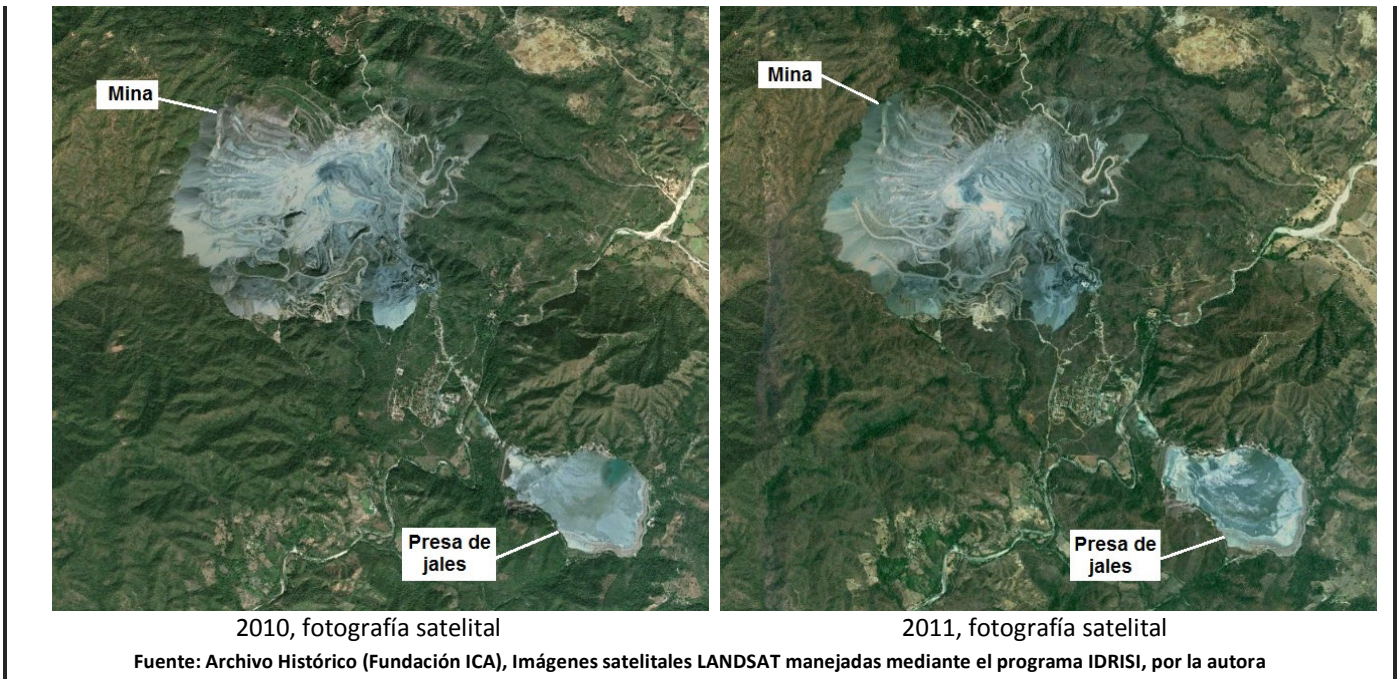 Mina
Presa de
jales
Mina
Presa de
jales
2010, fotografía satelital
2011, fotografía satelital
Fuente: Archivo Histórico (Fundación ICA), Imágenes satelitales LANDSAT manejadas mediante el programa IDRISI, por la autora